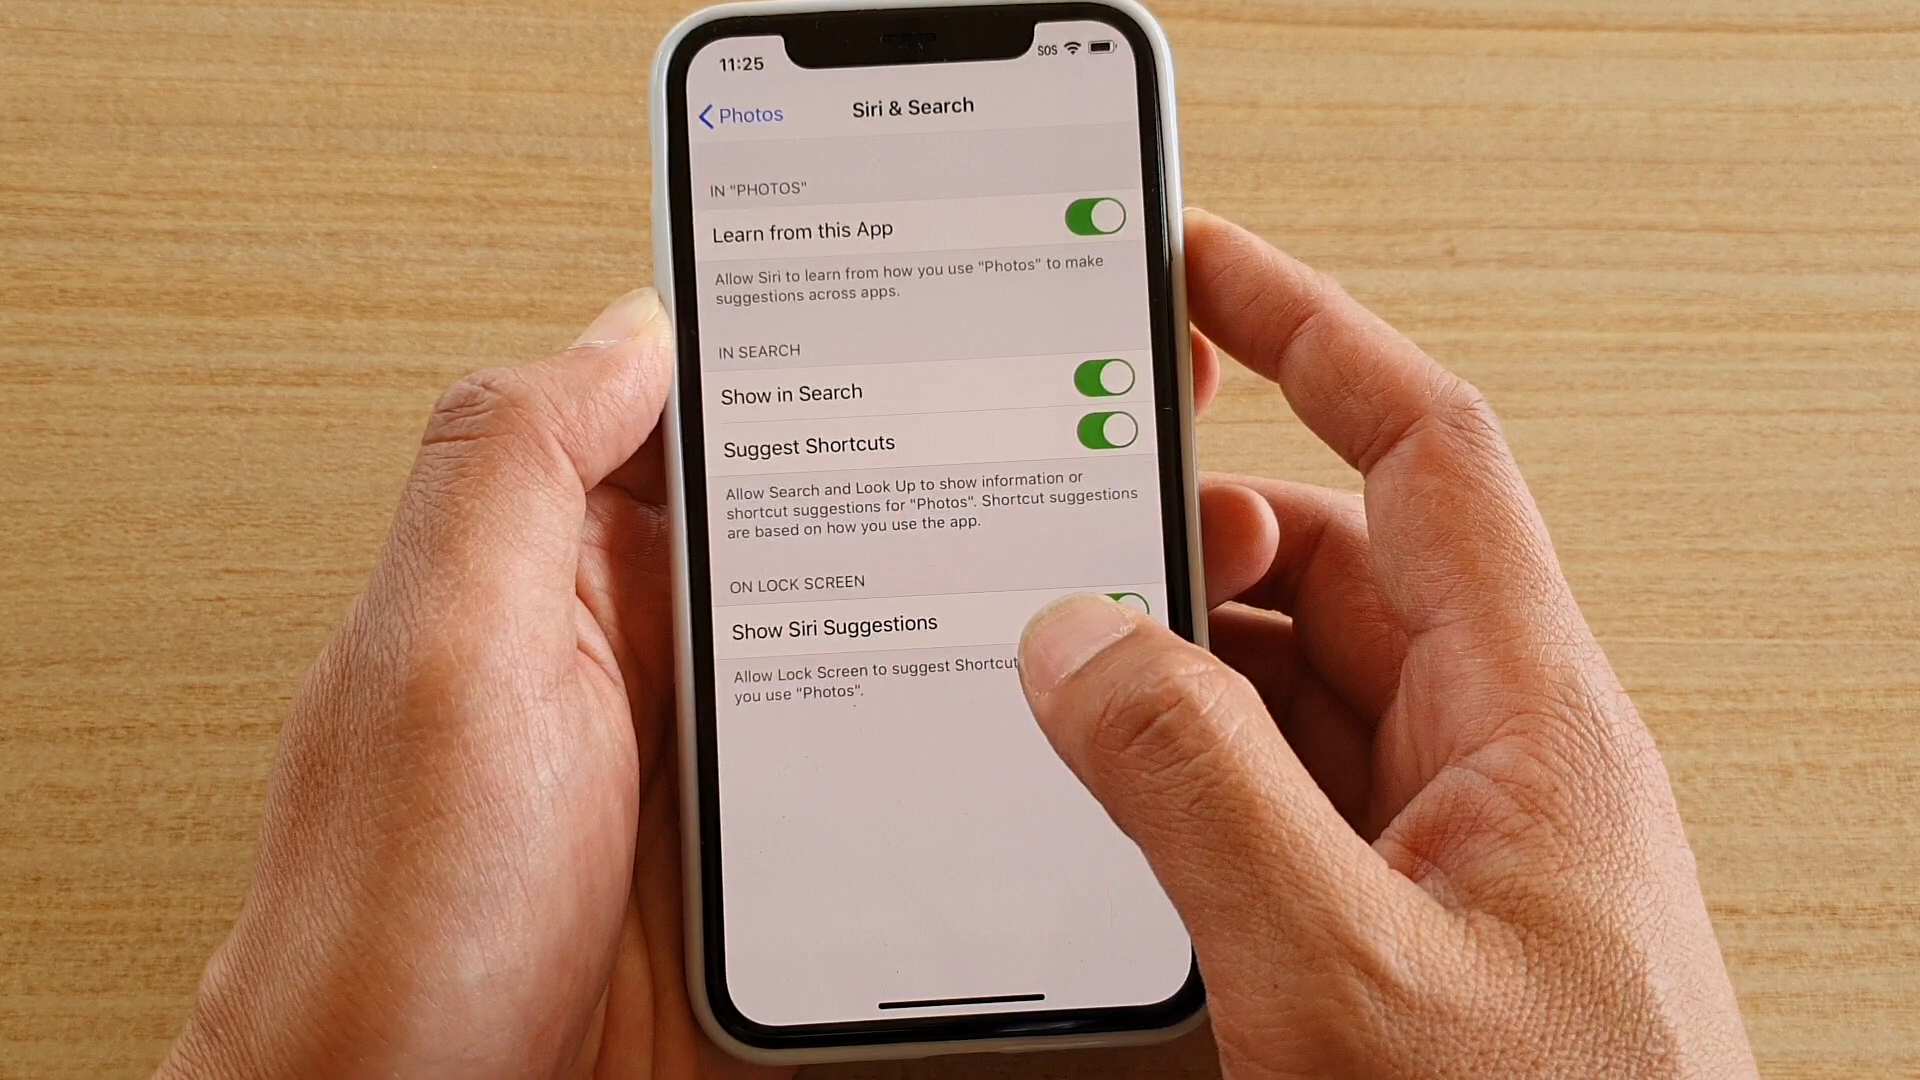 11:25
SOS
Photos
Siri & Search
IN "PHOTOS"
Learn from this App
Allow Siri to learn from how you use "Photos" to make
suggestions across apps.
IN SEARCH
Show in Search
Suggest Shortcuts
Allow Search and Look Up to show information or
shortcut suggestions for "Photos". Shortcut suggestions
are based on how you use the app.
ON LOCK SCREEN
Show Siri Suggestions
Allow Lock Screen to suggest Shortcut
you use "Photos".